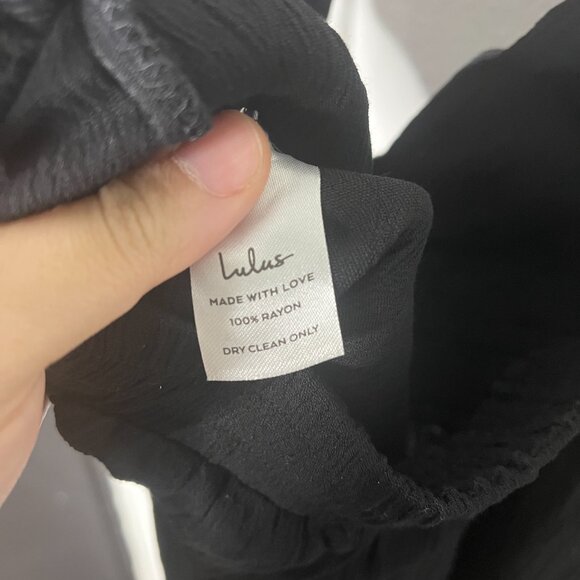 Lulus
MADE WITH LOVE
100% RAYON
DRY CLEAN ONLY